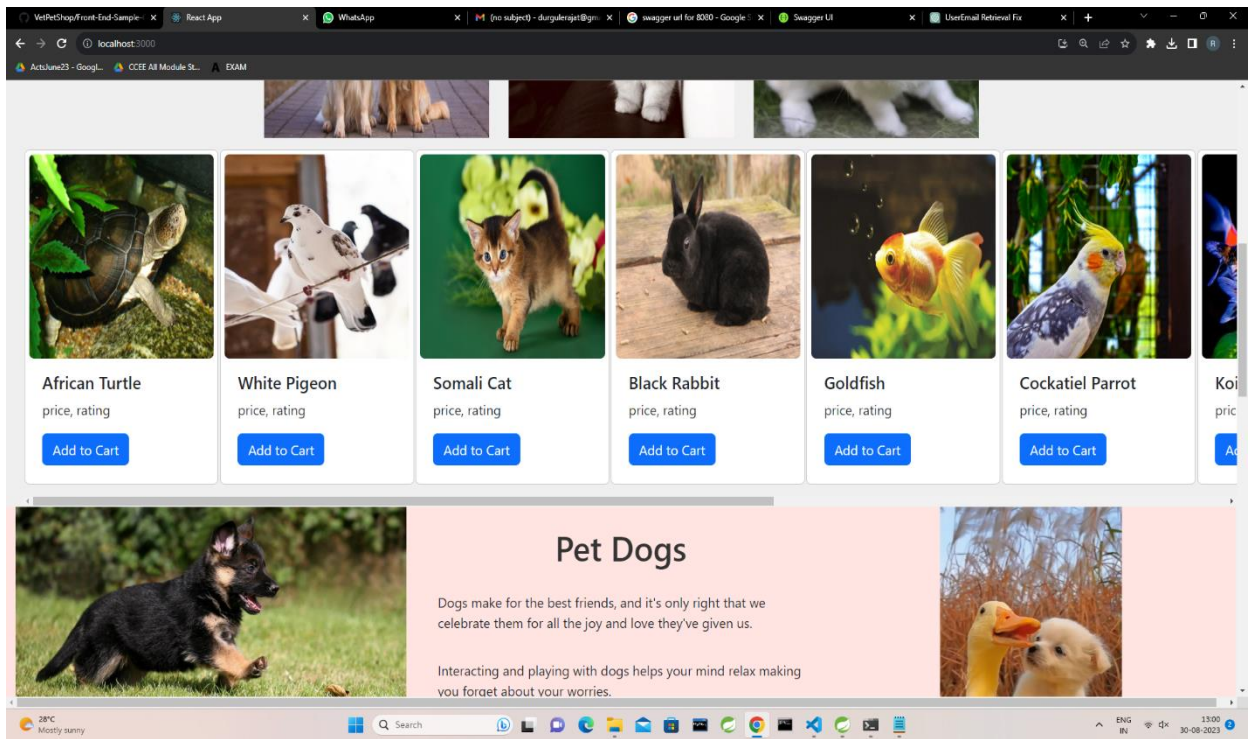 VetPetShop/Front-End-Sample-
React App
WhatsApp
(no subject) - durgulerajat@gm
swagger url for 8080 - Google S
Swagger UI
UserEmail Retrieval Fix
localhost:3000
R
ActsJune23 - Googl...
CCEE All Module St...
EXAM
African Turtle
White Pigeon
Somali Cat
Black Rabbit
Goldfish
Cockatiel Parrot
Koi
price, rating
price, rating
price, rating
price, rating
price, rating
price, rating
pric
Add to Cart
Add to Cart
Add to Cart
Add to Cart
Add to Cart
Add to Cart
Ad
Pet Dogs
Dogs make for the best friends, and it's only right that we
celebrate them for all the joy and love they've given us.
Interacting and playing with dogs helps your mind relax making
you forget about your worries.
28°C
Mostly sunny
Search
ENG
IN
13:00
30-08-2023
2